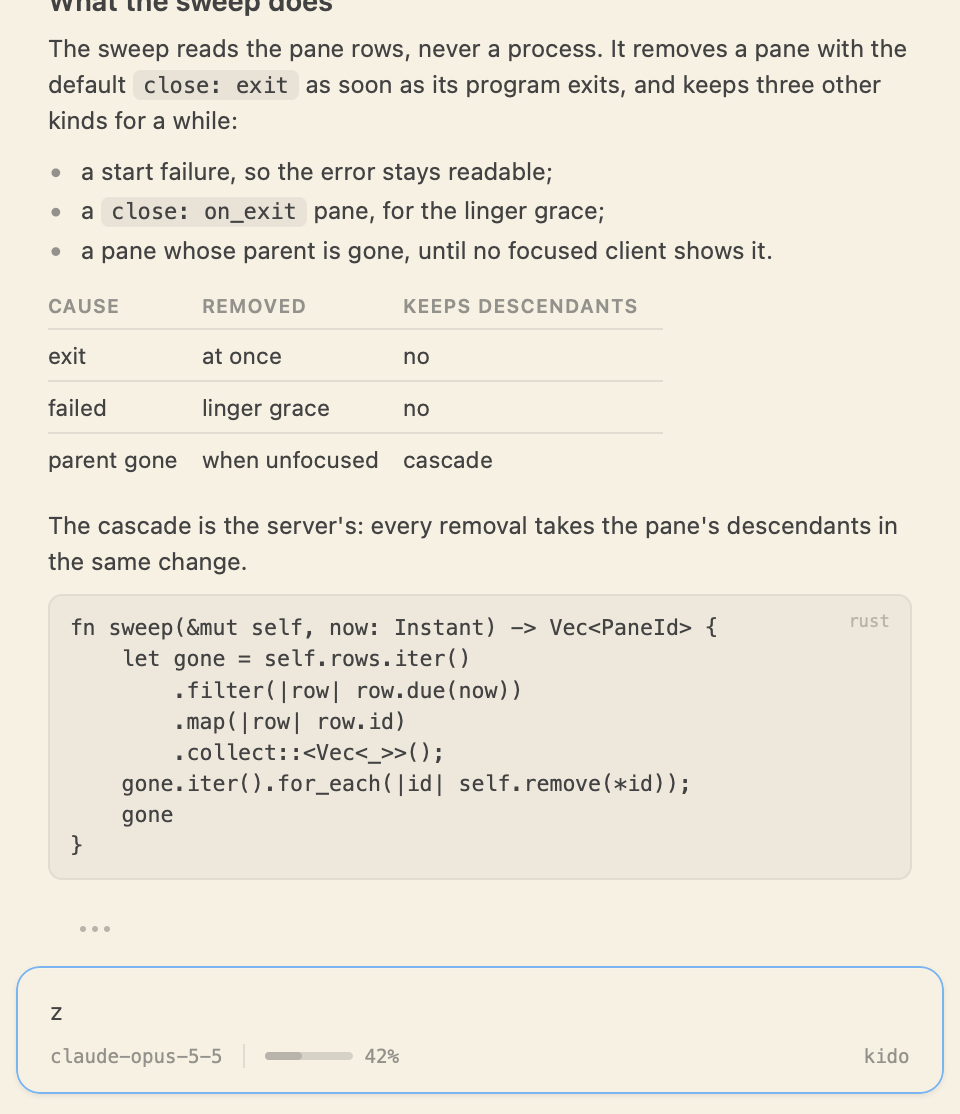 What the sweep does
The sweep reads the pane rows, never a process. It removes a pane with the
default close: exit as soon as its program exits, and keeps three other
kinds for a while:
• a start failure, so the error stays readable;
• a close: on_exit pane, for the linger grace;
• a pane whose parent is gone, until no focused client shows it.
CAUSE REMOVED KEEPS DESCENDANTS
exit at once no
failed linger grace no
parent gone when unfocused cascade
The cascade is the server's: every removal takes the pane's descendants in
the same change.
rust
fn sweep(&mut self, now: Instant) -> Vec<PaneId> {
    let gone = self.rows.iter()
        .filter(|row| row.due(now))
        .map(|row| row.id)
        .collect::<Vec<_>>();
    gone.iter().for_each(|id| self.remove(*id));
    gone
}
z
claude-opus-5-5 42% kido